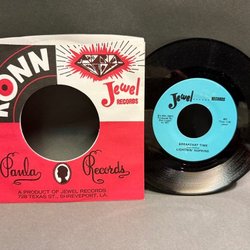 RONN
Jewel
RECORDS
Paula Records
A PRODUCT OF JEWEL RECORDS
728 TEXAS ST., SHREVEPORT, LA.
Jewel
RECORDS
BREAKFAST TIME
LIGHTNIN' HOPKINS